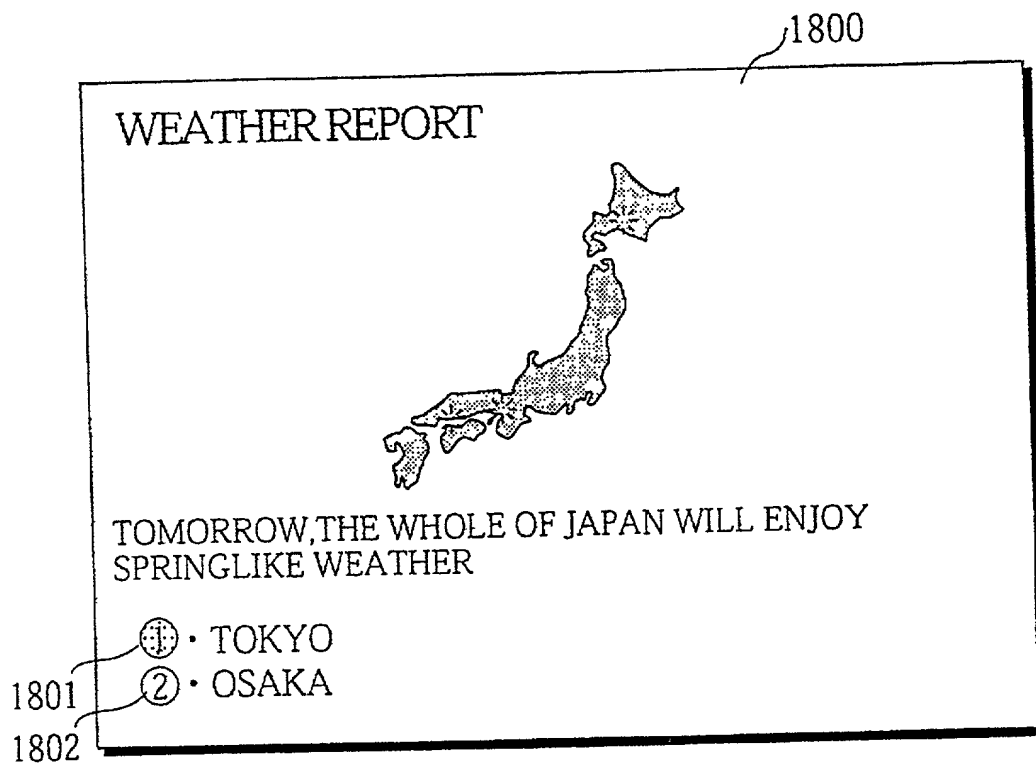 1800
WEATHER REPORT
TOMORROW,THE WHOLE OF JAPAN WILL ENJOY
SPRINGLIKE WEATHER
1 · TOKYO
1801
2 · OSAKA
1802